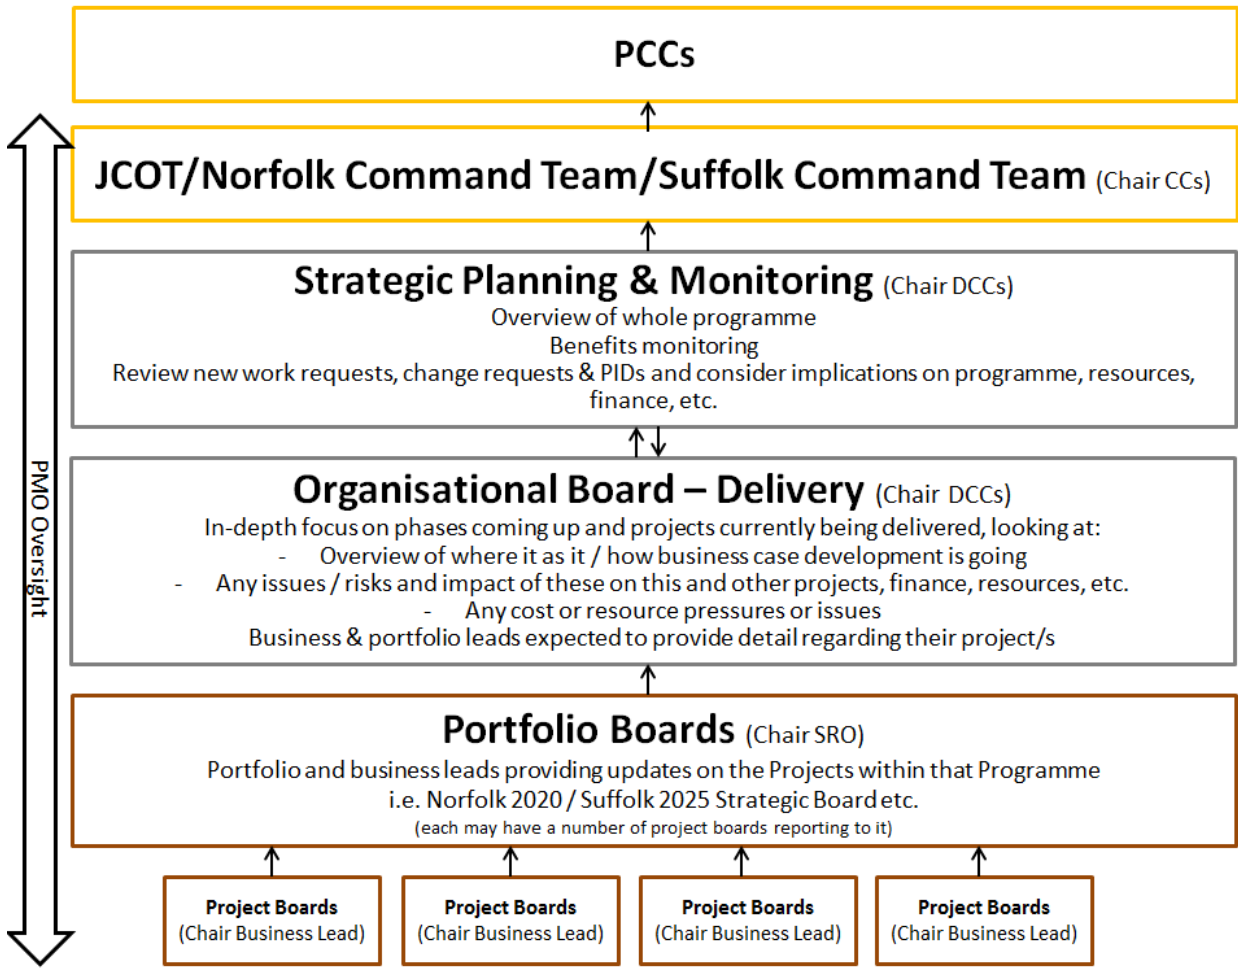 PCCs
JCOT/Norfolk Command Team/Suffolk Command Team (Chair CCs)
Strategic Planning & Monitoring (Chair DCCs)
Overview of whole programme
Benefits monitoring
Review new work requests, change requests & PIDs and consider implications on programme, resources,
finance, etc.
PMO Oversight
Organisational Board – Delivery (Chair DCCs)
In-depth focus on phases coming up and projects currently being delivered, looking at:
- Overview of where it as it / how business case development is going
- Any issues / risks and impact of these on this and other projects, finance, resources, etc.
- Any cost or resource pressures or issues
Business & portfolio leads expected to provide detail regarding their project/s
Portfolio Boards (Chair SRO)
Portfolio and business leads providing updates on the Projects within that Programme
i.e. Norfolk 2020 / Suffolk 2025 Strategic Board etc.
(each may have a number of project boards reporting to it)
Project Boards
(Chair Business Lead)
Project Boards
(Chair Business Lead)
Project Boards
(Chair Business Lead)
Project Boards
(Chair Business Lead)